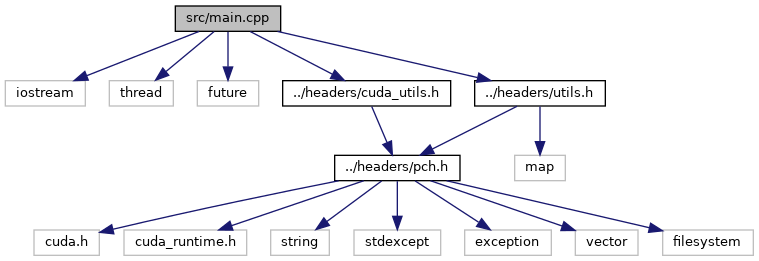 src/main.cpp
iostream
thread
future
../headers/cuda_utils.h
../headers/utils.h
../headers/pch.h
map
cuda.h
cuda_runtime.h
string
stdexcept
exception
vector
filesystem